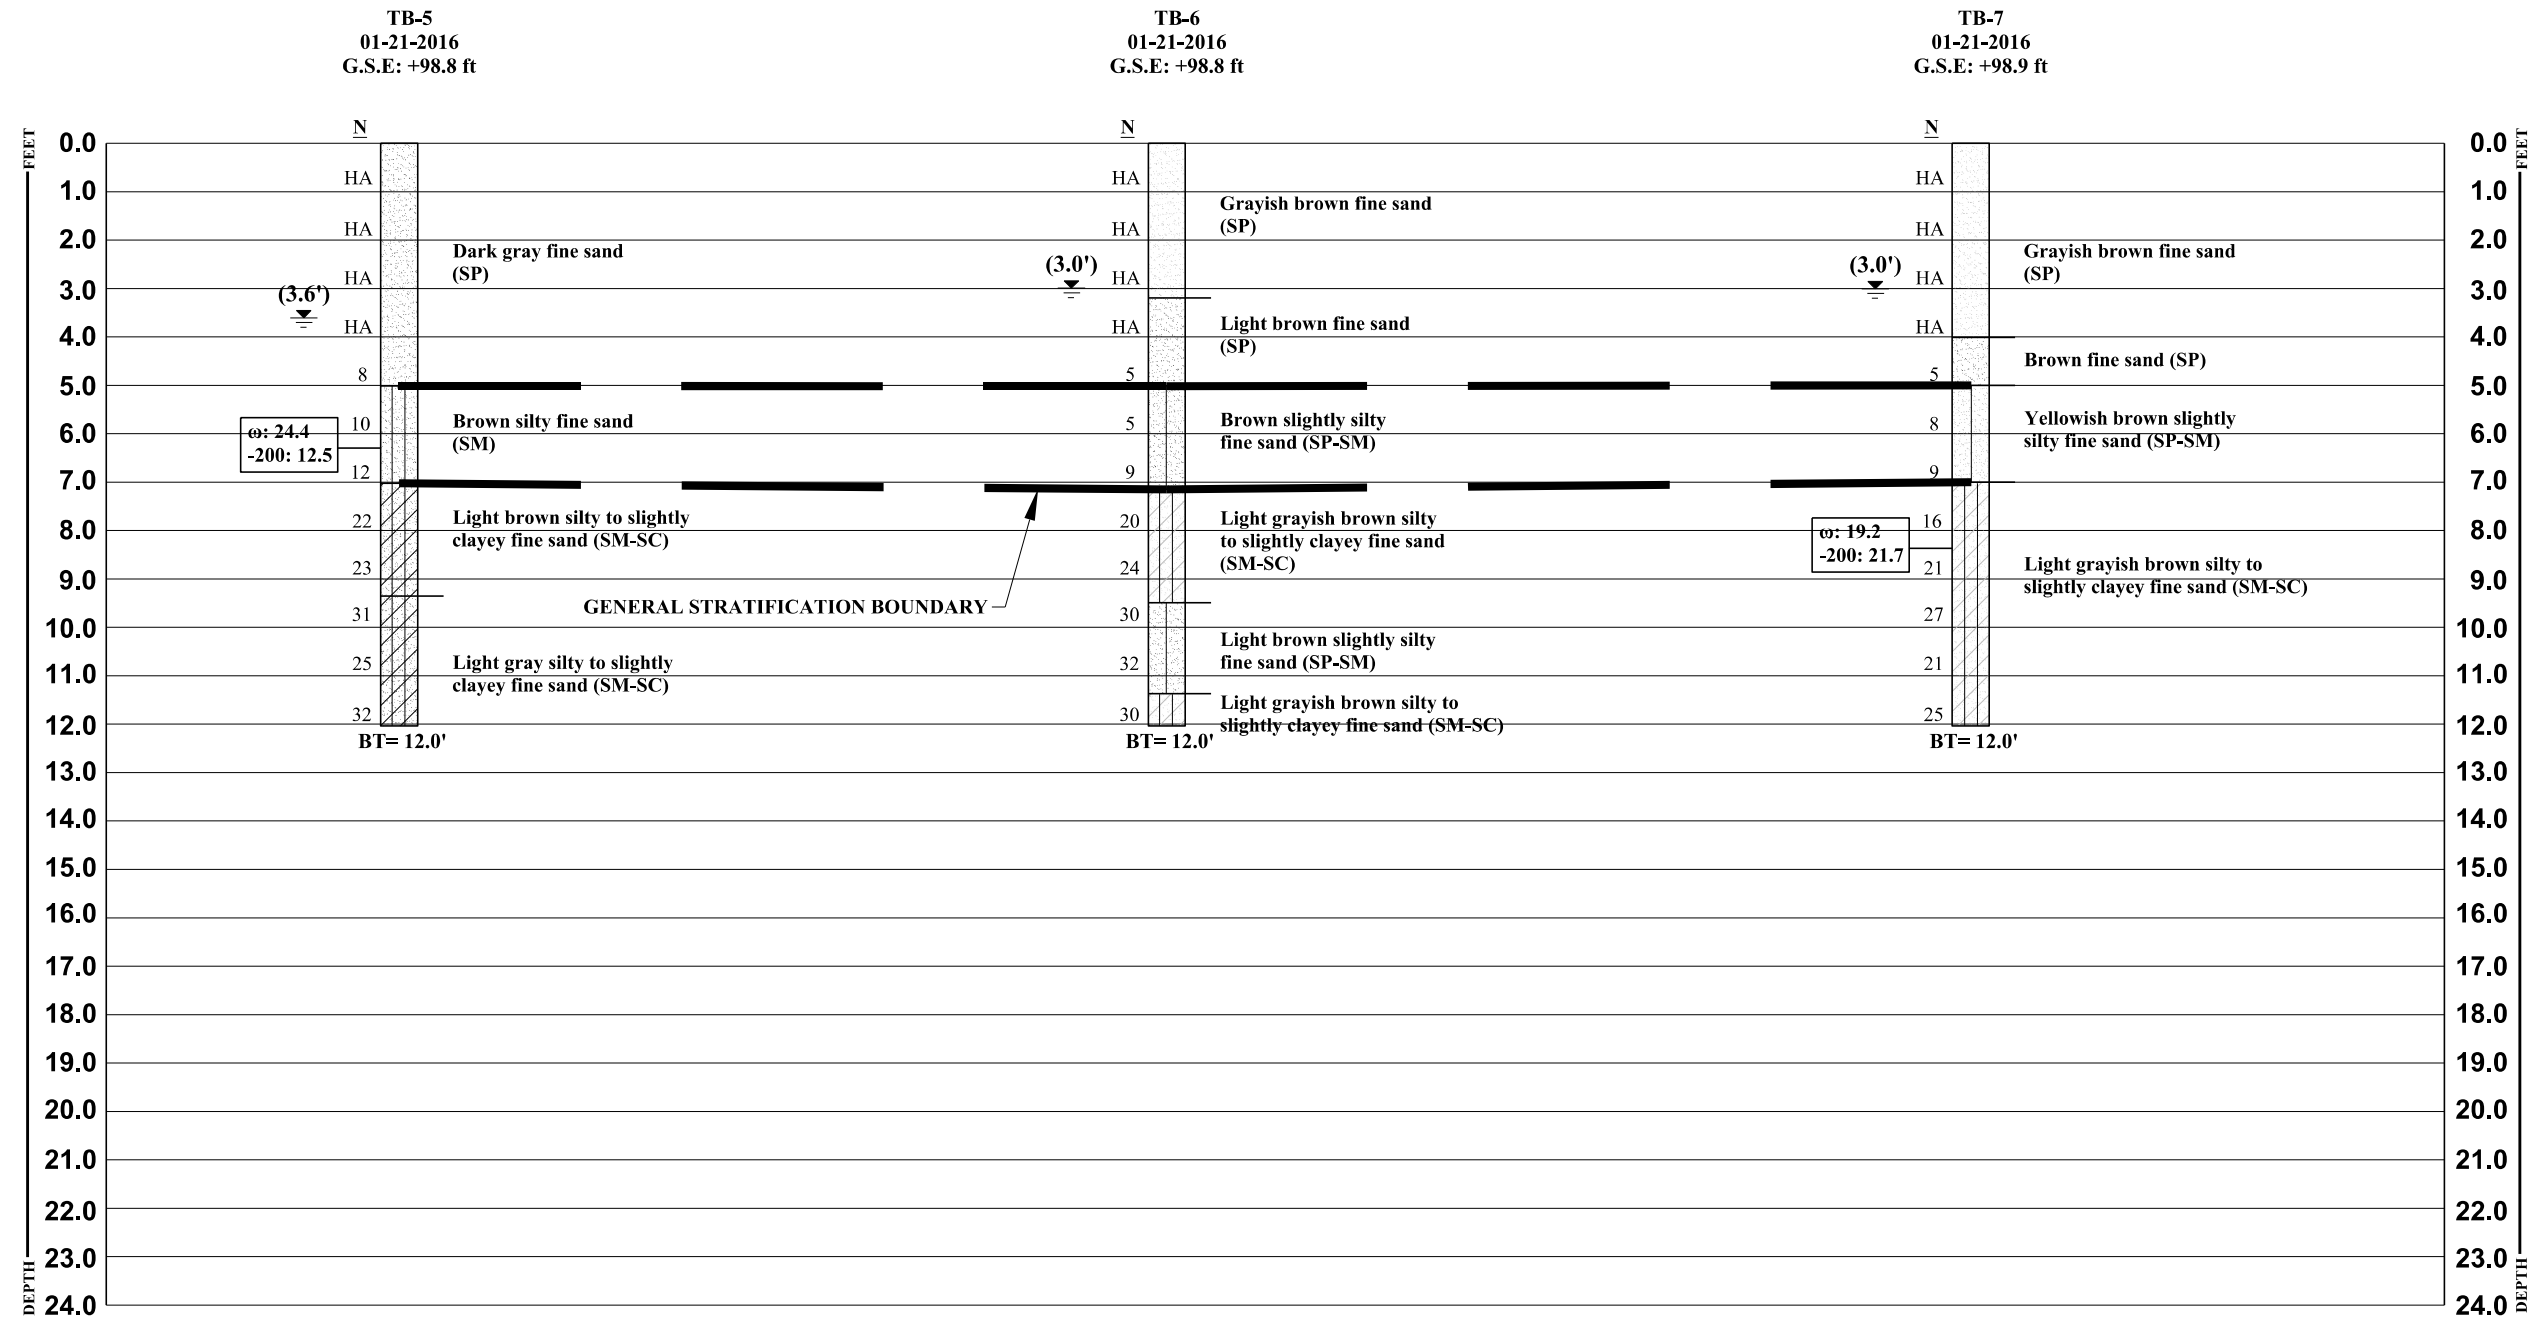 TB-5
01-21-2016
G.S.E: +98.8 ft
TB-6
01-21-2016
G.S.E: +98.8 ft
TB-7
01-21-2016
G.S.E: +98.9 ft
FEET
DEPTH
0.0
1.0
2.0
3.0
4.0
5.0
6.0
7.0
8.0
9.0
10.0
11.0
12.0
13.0
14.0
15.0
16.0
17.0
18.0
19.0
20.0
21.0
22.0
23.0
24.0
N
HA
HA
HA
HA
8
10
12
22
23
31
25
32
(3.6')
ω: 24.4
-200: 12.5
Dark gray fine sand
(SP)
Brown silty fine sand
(SM)
Light brown silty to slightly
clayey fine sand (SM-SC)
Light gray silty to slightly
clayey fine sand (SM-SC)
BT= 12.0'
GENERAL STRATIFICATION BOUNDARY
N
HA
HA
HA
HA
5
5
9
20
24
30
32
30
(3.0')
Grayish brown fine sand
(SP)
Light brown fine sand
(SP)
Brown slightly silty
fine sand (SP-SM)
Light grayish brown silty
to slightly clayey fine sand
(SM-SC)
Light brown slightly silty
fine sand (SP-SM)
Light grayish brown silty to
slightly clayey fine sand (SM-SC)
BT= 12.0'
N
HA
HA
HA
HA
5
8
9
16
21
27
21
25
(3.0')
ω: 19.2
-200: 21.7
Grayish brown fine sand
(SP)
Brown fine sand (SP)
Yellowish brown slightly
silty fine sand (SP-SM)
Light grayish brown silty to
slightly clayey fine sand (SM-SC)
BT= 12.0'
0.0
1.0
2.0
3.0
4.0
5.0
6.0
7.0
8.0
9.0
10.0
11.0
12.0
13.0
14.0
15.0
16.0
17.0
18.0
19.0
20.0
21.0
22.0
23.0
24.0
FEET
DEPTH